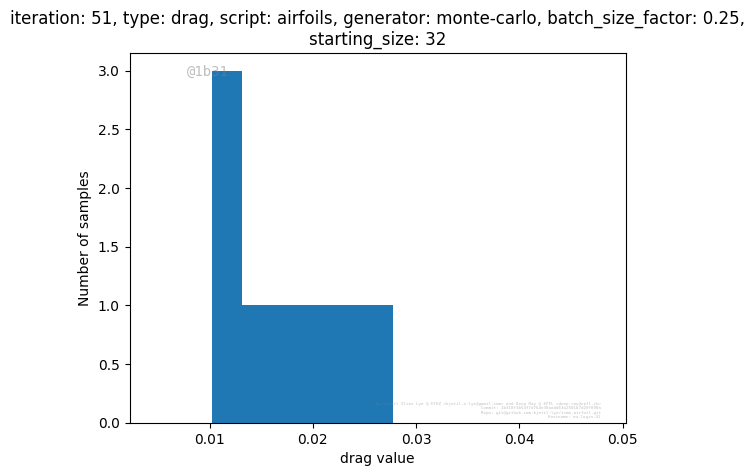 iteration: 51, type: drag, script: airfoils, generator: monte-carlo, batch_size_factor: 0.25,
starting_size: 32
@1b31
3.0
2.5
2.0
1.5
1.0
0.5
0.0
Number of samples
0.01 0.02 0.03 0.04 0.05
drag value